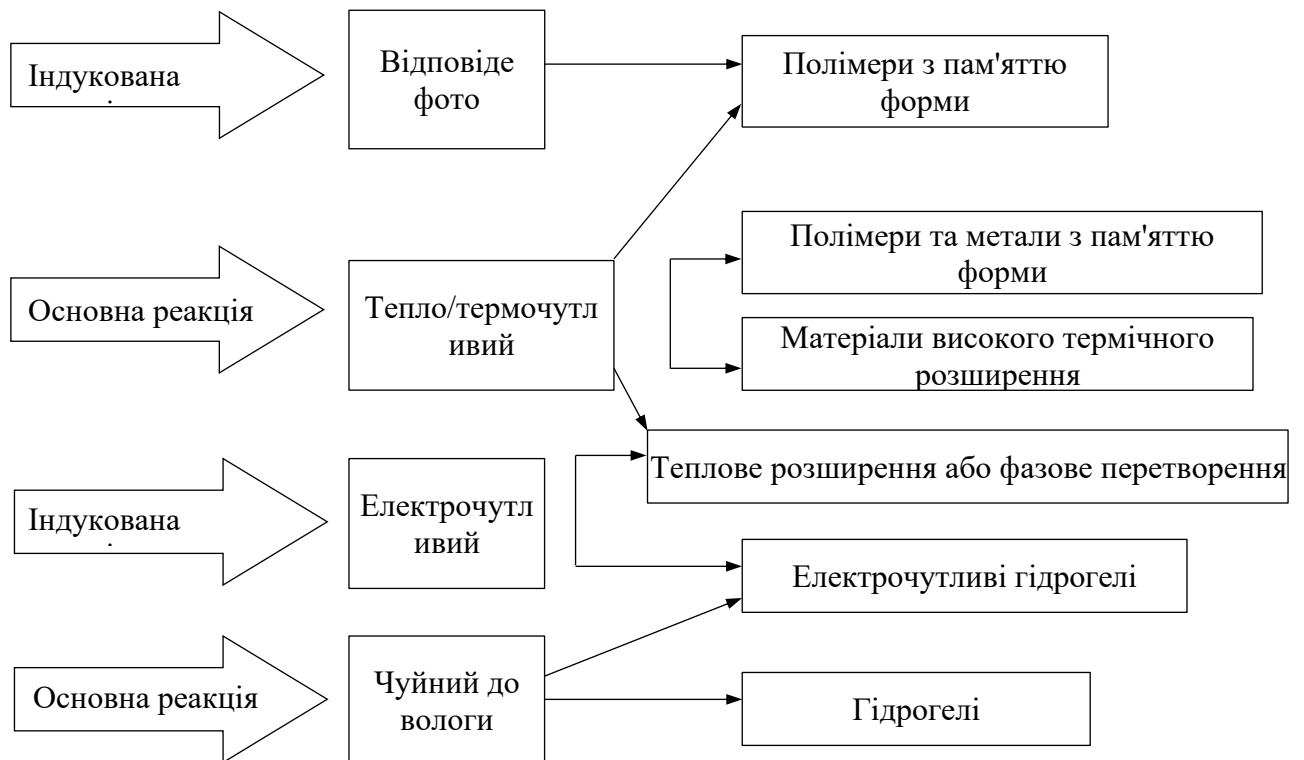 Індукована
Відповіде
фото
Полімери з пам'яттю
форми
Основна реакція
Тепло/термочутл
ивий
Полімери та метали з пам'яттю
форми
Матеріали високого термічного
розширення
Теплове розширення або фазове перетворення
Індукована
Електрочутл
ивий
Електрочутливі гідрогелі
Основна реакція
Чуйний до
вологи
Гідрогелі